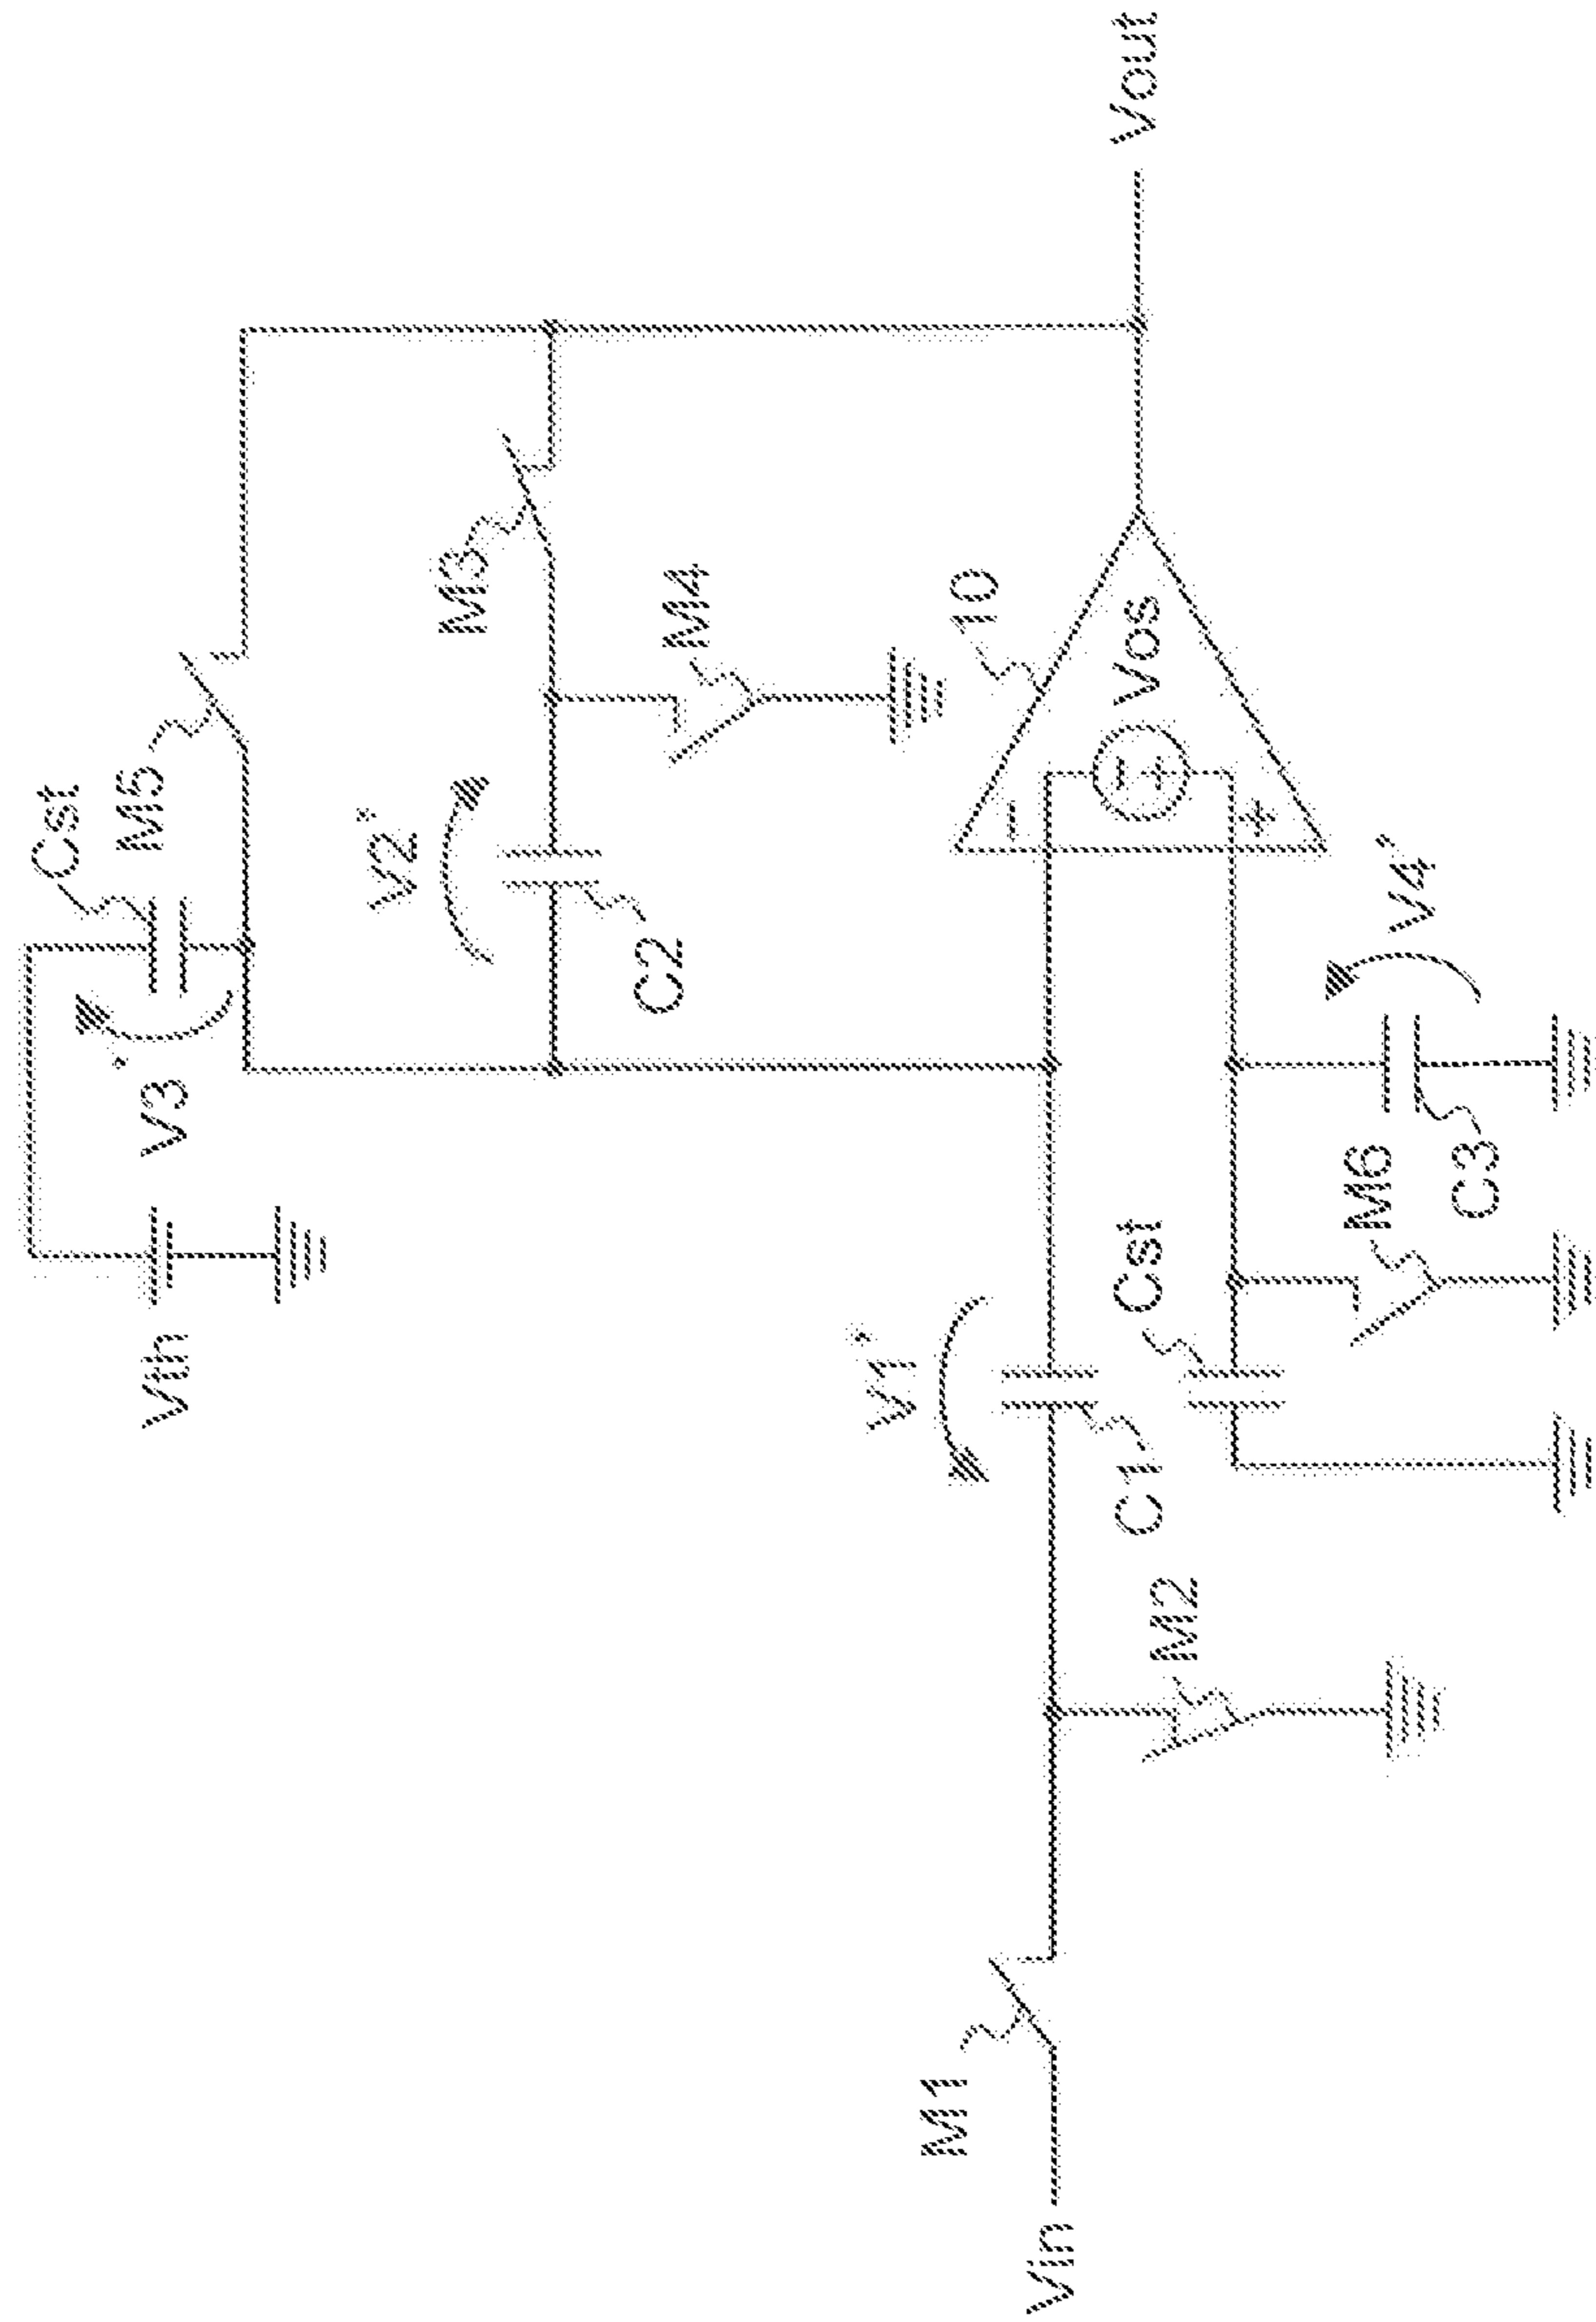 Cst
M5
Vth
V3"
V2"
M3
C2
M4
V1"
10
Vout
−
Vos
−
+
+
M1
Vin
C1
Cst
M2
M6
C3
V4"